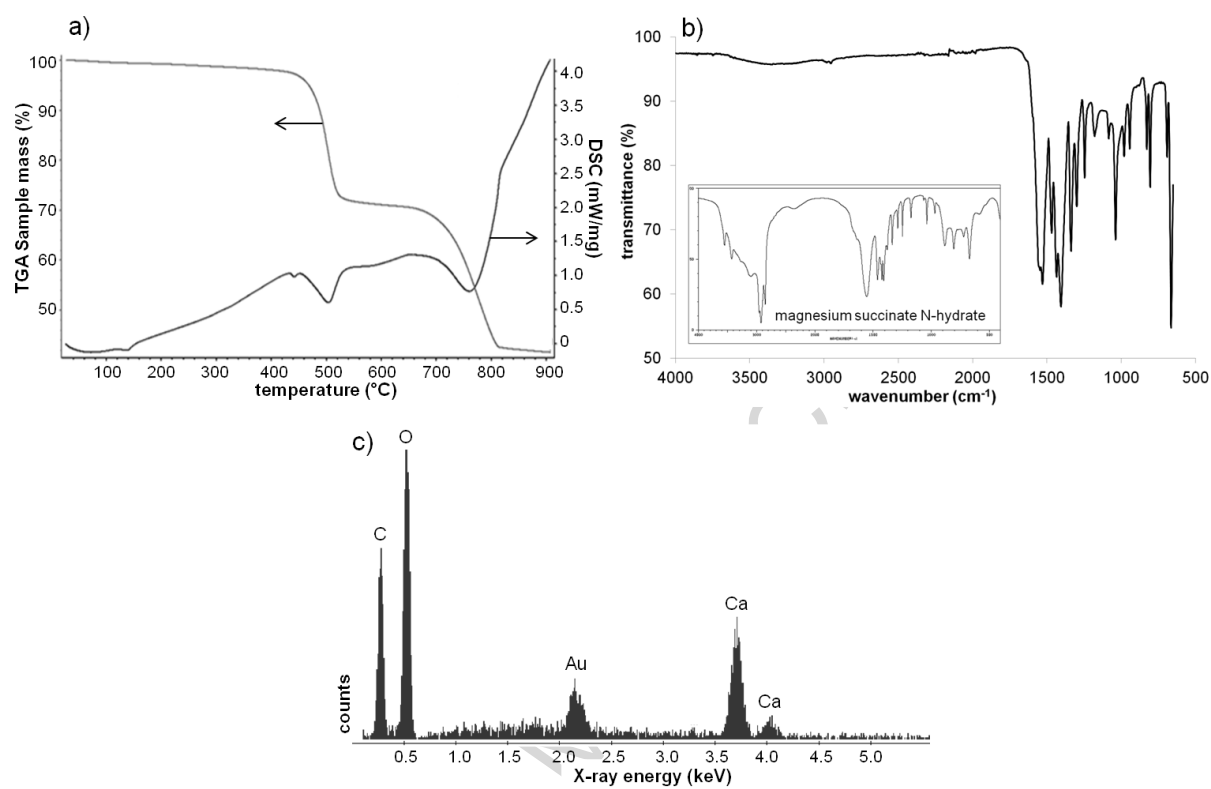 a)
100
90
80
70
60
50
TGA Sample mass (%)
4.0
3.5
3.0
2.5
2.0
1.5
1.0
0.5
0
DSC (mW/mg)
100 200 300 400 500 600 700 800 900
temperature (°C)
b)
100
90
80
70
60
50
transmittance (%)
magnesium succinate N-hydrate
4000 3500 3000 2500 2000 1500 1000 500
wavenumber (cm-1)
c)
O
C
Au
Ca
Ca
counts
0.5 1.0 1.5 2.0 2.5 3.0 3.5 4.0 4.5 5.0
X-ray energy (keV)